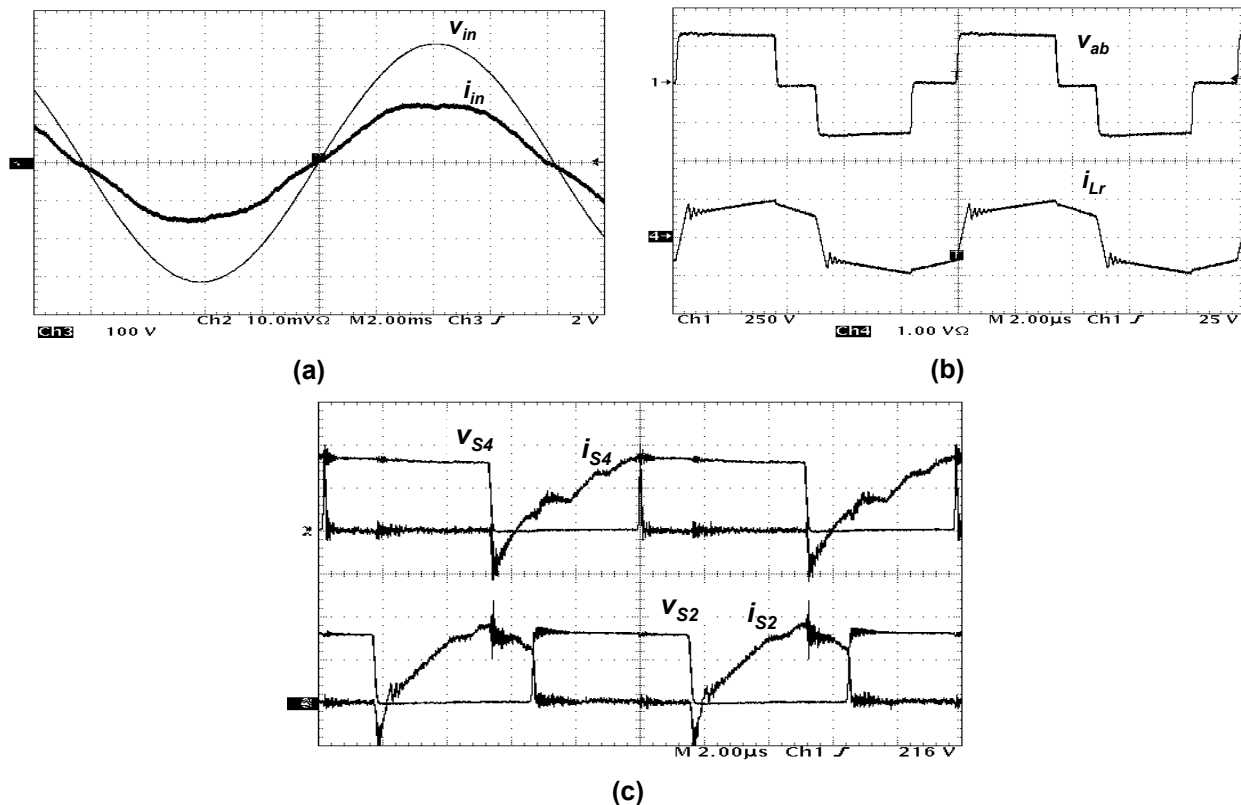 v_in
i_in
Ch2 10.0mVΩ M 2.00ms Ch3 ∫ 2 V
Ch3 100 V
(a)
v_ab
1→
i_Lr
4→
T
Ch1 250 V M 2.00µs Ch1 ∫ 25 V
Ch4 1.00 VΩ
(b)
v_S4 i_S4
v_S2 i_S2
M 2.00µs Ch1 ∫ 216 V
(c)